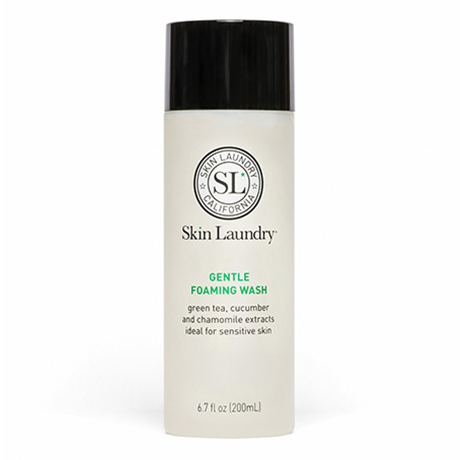 SKIN LAUNDRY
SL
CALIFORNIA
Skin Laundry™
GENTLE
FOAMING WASH
green tea, cucumber
and chamomile extracts
ideal for sensitive skin
6.7 fl oz (200mL)